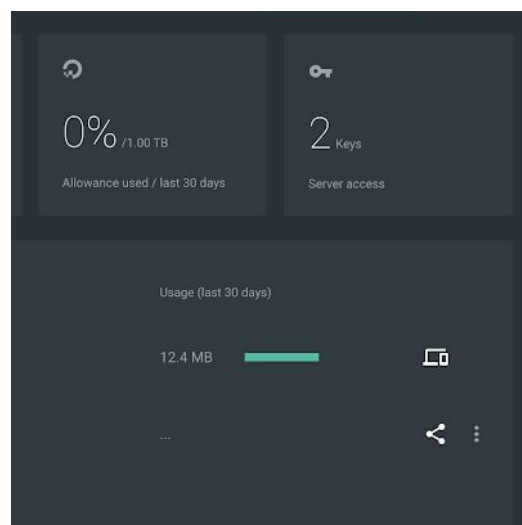 0% /1.00 TB
Allowance used / last 30 days
2 Keys
Server access
Usage (last 30 days)
12.4 MB
...